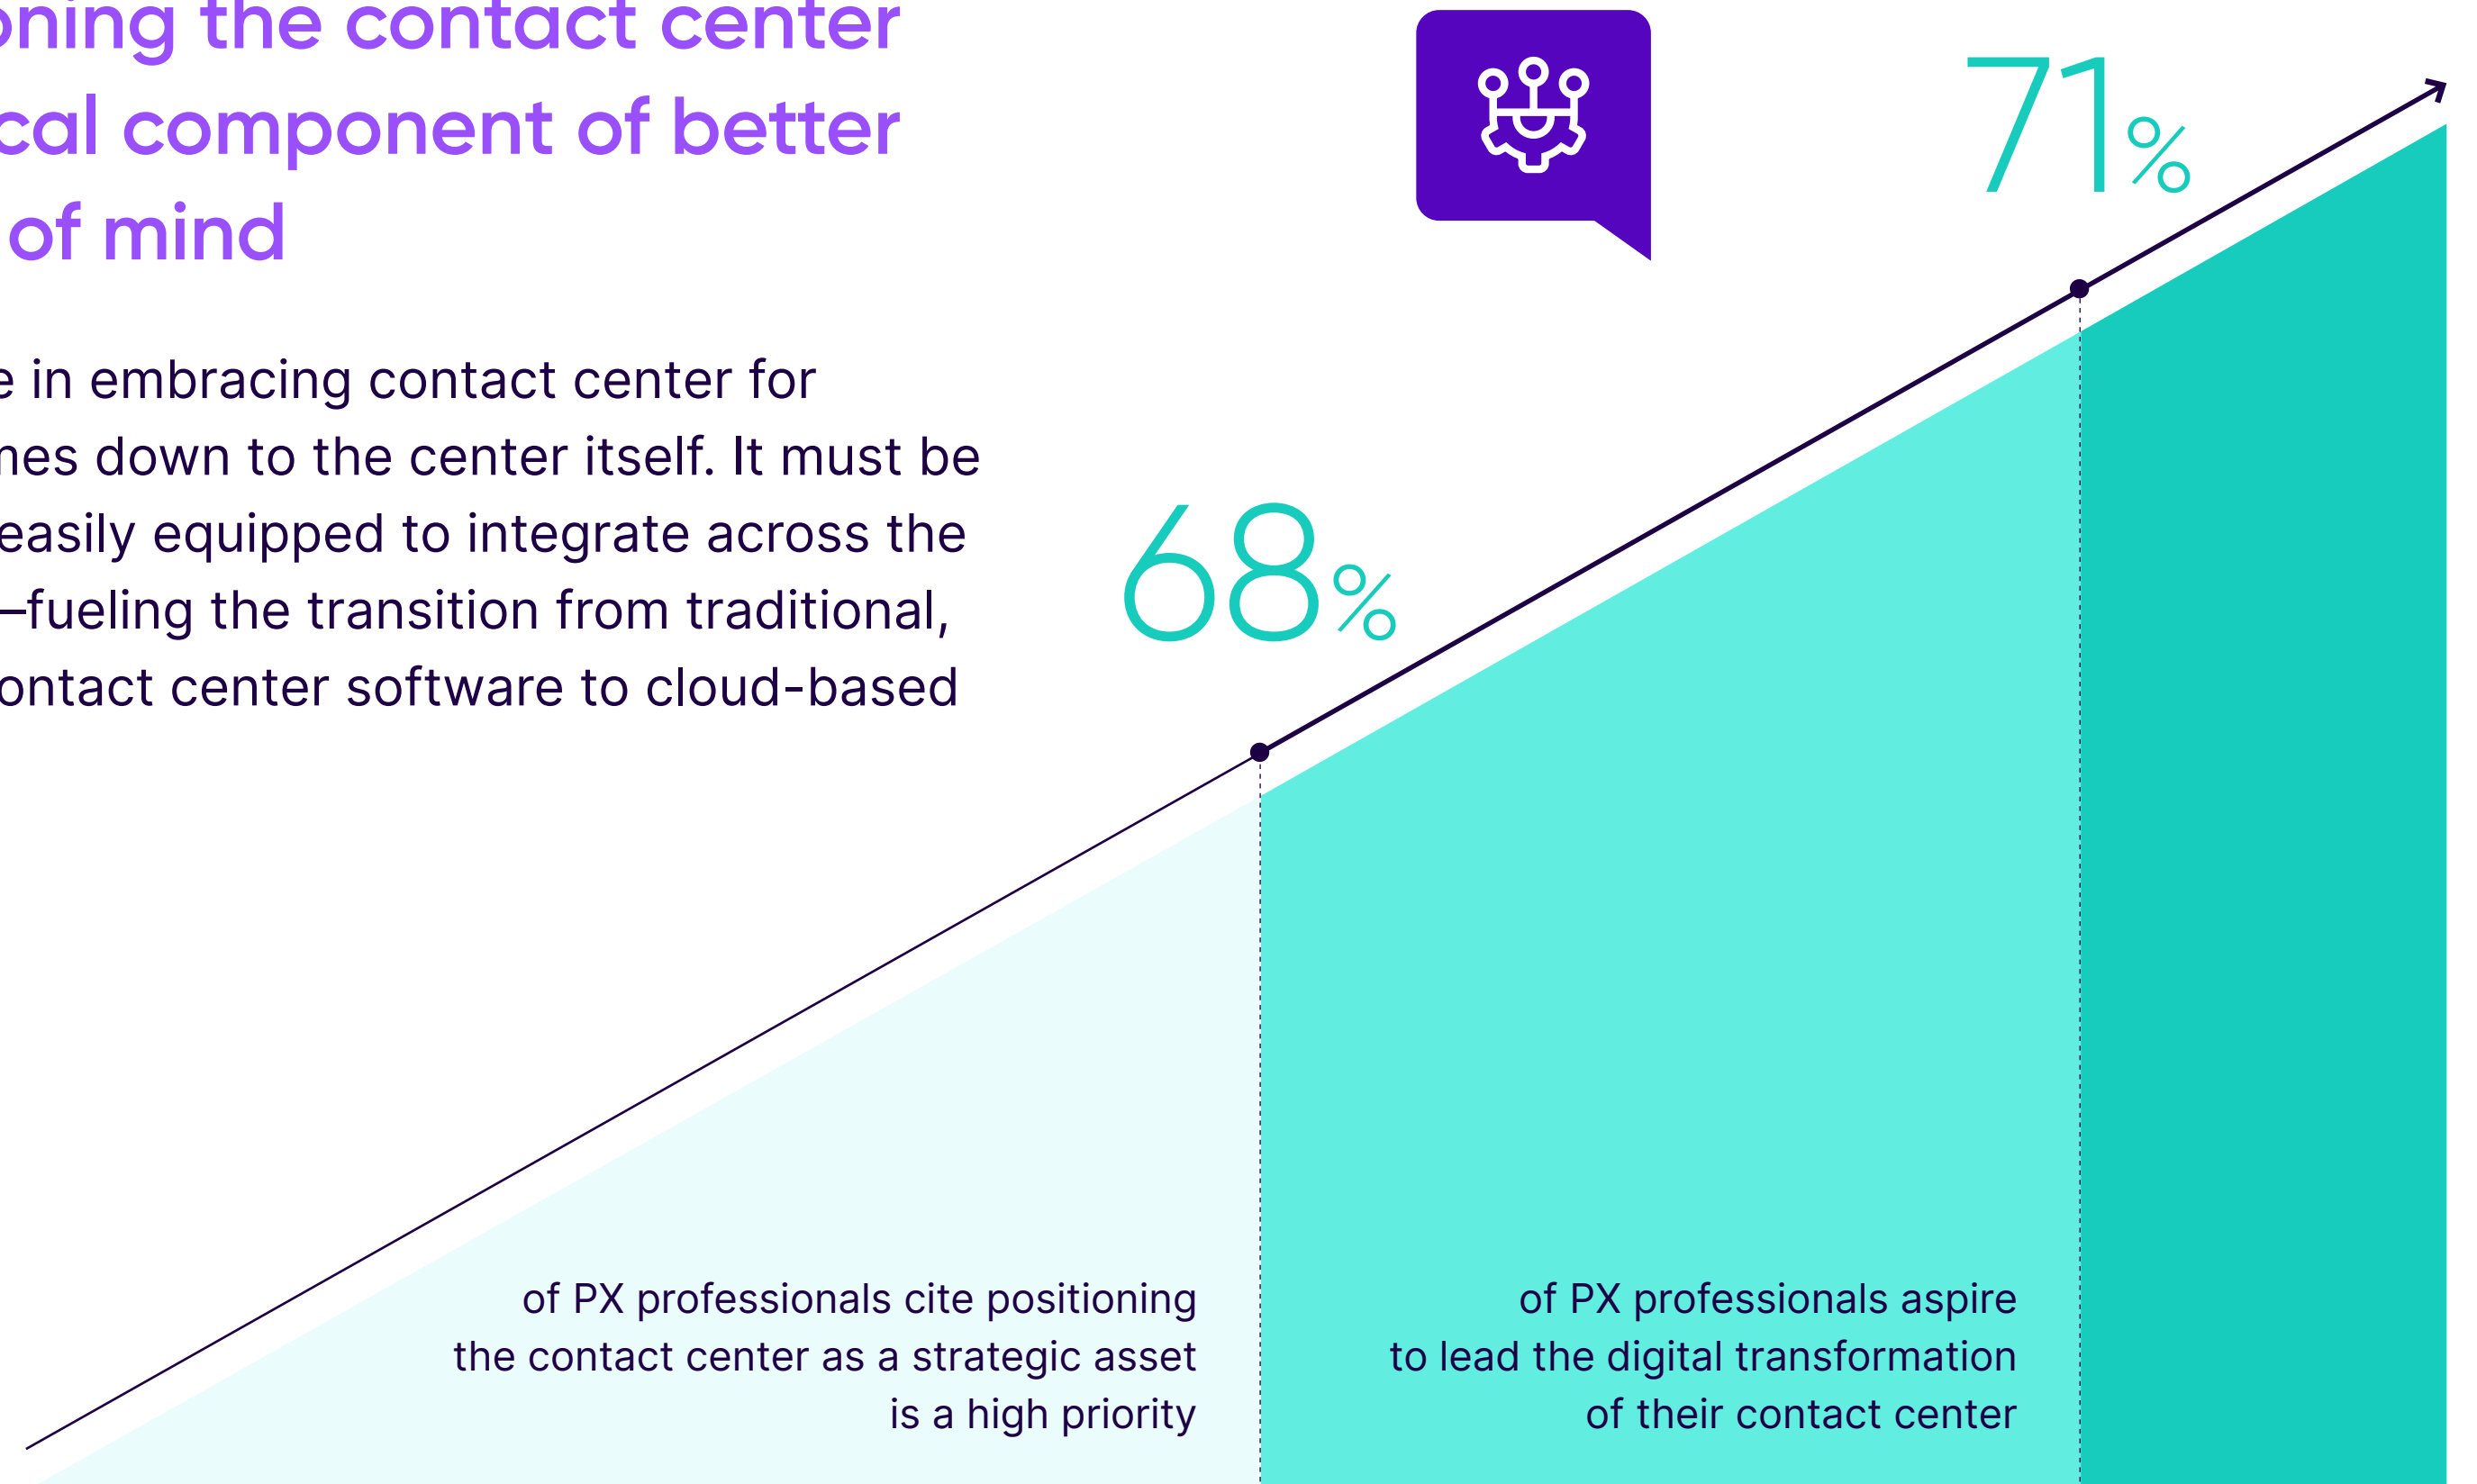 oning the contact center
cal component of better
of mind
e in embracing contact center for
nes down to the center itself. It must be
easily equipped to integrate across the
—fueling the transition from traditional,
ontact center software to cloud-based
68%
71%
of PX professionals cite positioning
the contact center as a strategic asset
is a high priority
of PX professionals aspire
to lead the digital transformation
of their contact center